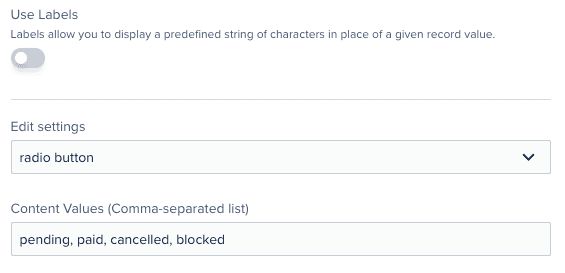 Use Labels
Labels allow you to display a predefined string of characters in place of a given record value.
Edit settings
radio button
Content Values (Comma-separated list)
pending, paid, cancelled, blocked